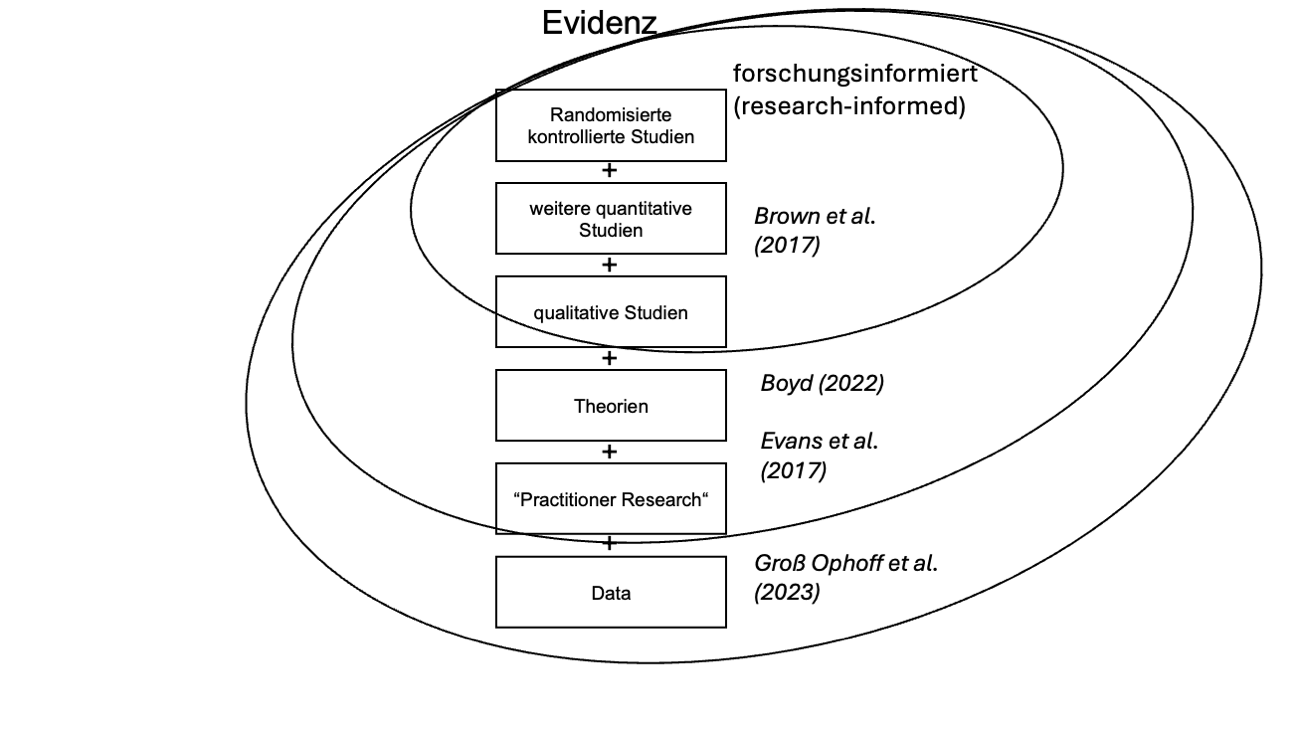 Evidenz
forschungsinformiert
(research-informed)
Randomisierte
kontrollierte Studien
+
weitere quantitative
Studien
Brown et al.
(2017)
+
qualitative Studien
+
Theorien
Boyd (2022)
+
Evans et al.
(2017)
“Practitioner Research“
+
Data
Groß Ophoff et al.
(2023)